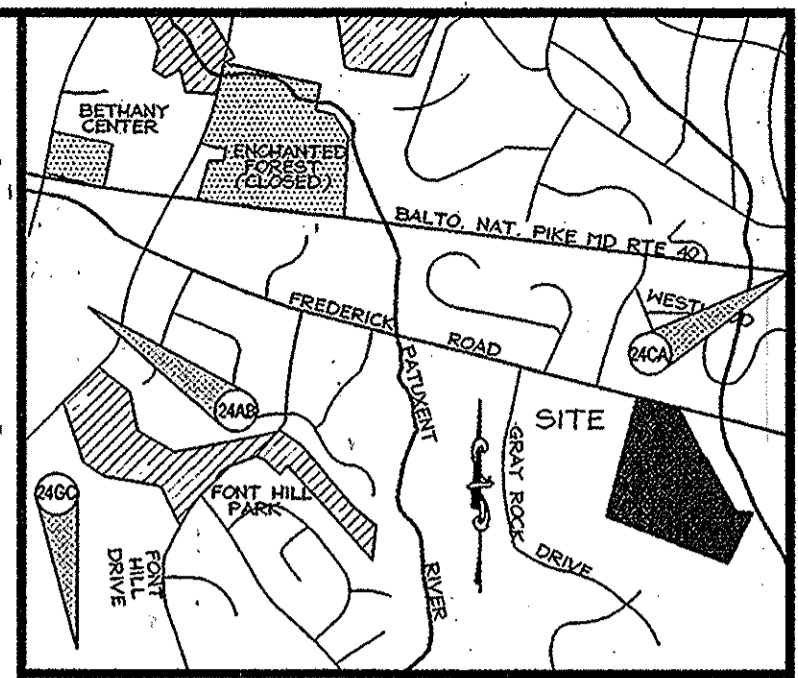 BETHANY
CENTER
ENCHANTED
FOREST
(CLOSED)
BALTO. NAT. PIKE MD RTE 40
FREDERICK ROAD
24CA
24AB
PATUXENT RIVER
SITE
GRAY ROCK DRIVE
24GC
FONT HILL
PARK
FONT
HILL
DRIVE